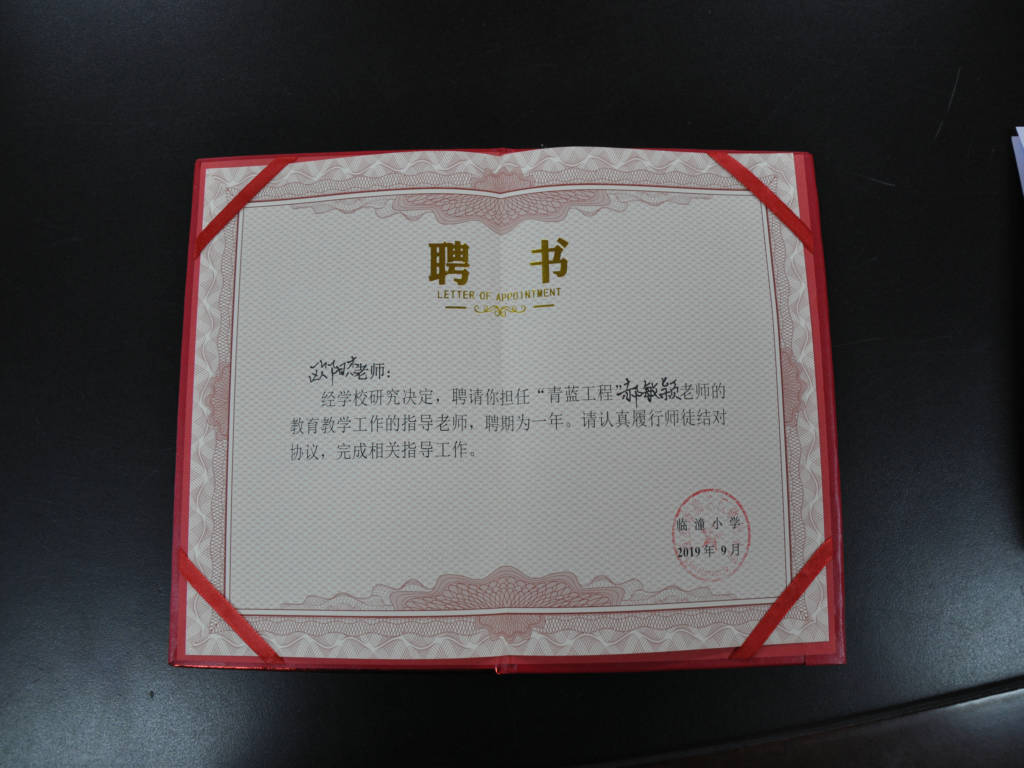 聘 书
LETTER OF APPOINTMENT
欧阳杰老师：
经学校研究决定，聘请你担任“青蓝工程”郝敏颖老师的
教育教学工作的指导老师，聘期为一年。请认真履行师徒结对
协议，完成相关指导工作。
临潼小学
2019年9月